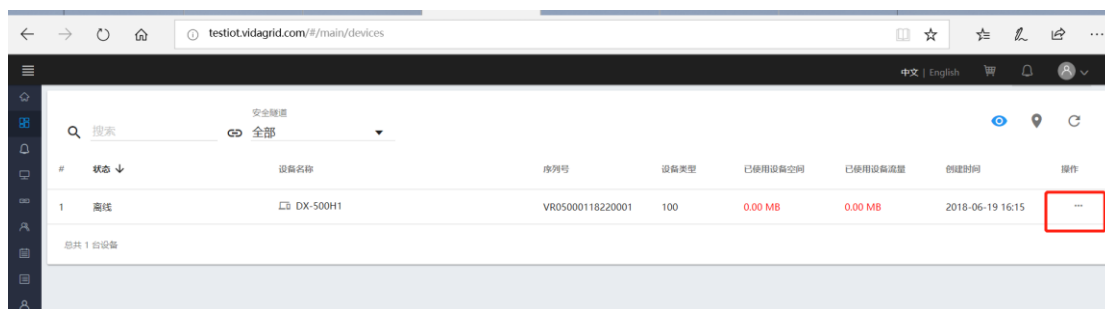 testiot.vidagrid.com/#/main/devices
中文 | English
安全隧道
搜索 全部
# 状态 设备名称 序列号 设备类型 已使用设备空间 已使用设备流量 创建时间 操作
1 离线 DX-500H1 VR05000118220001 100 0.00 MB 0.00 MB 2018-06-19 16:15 ···
总共 1 台设备